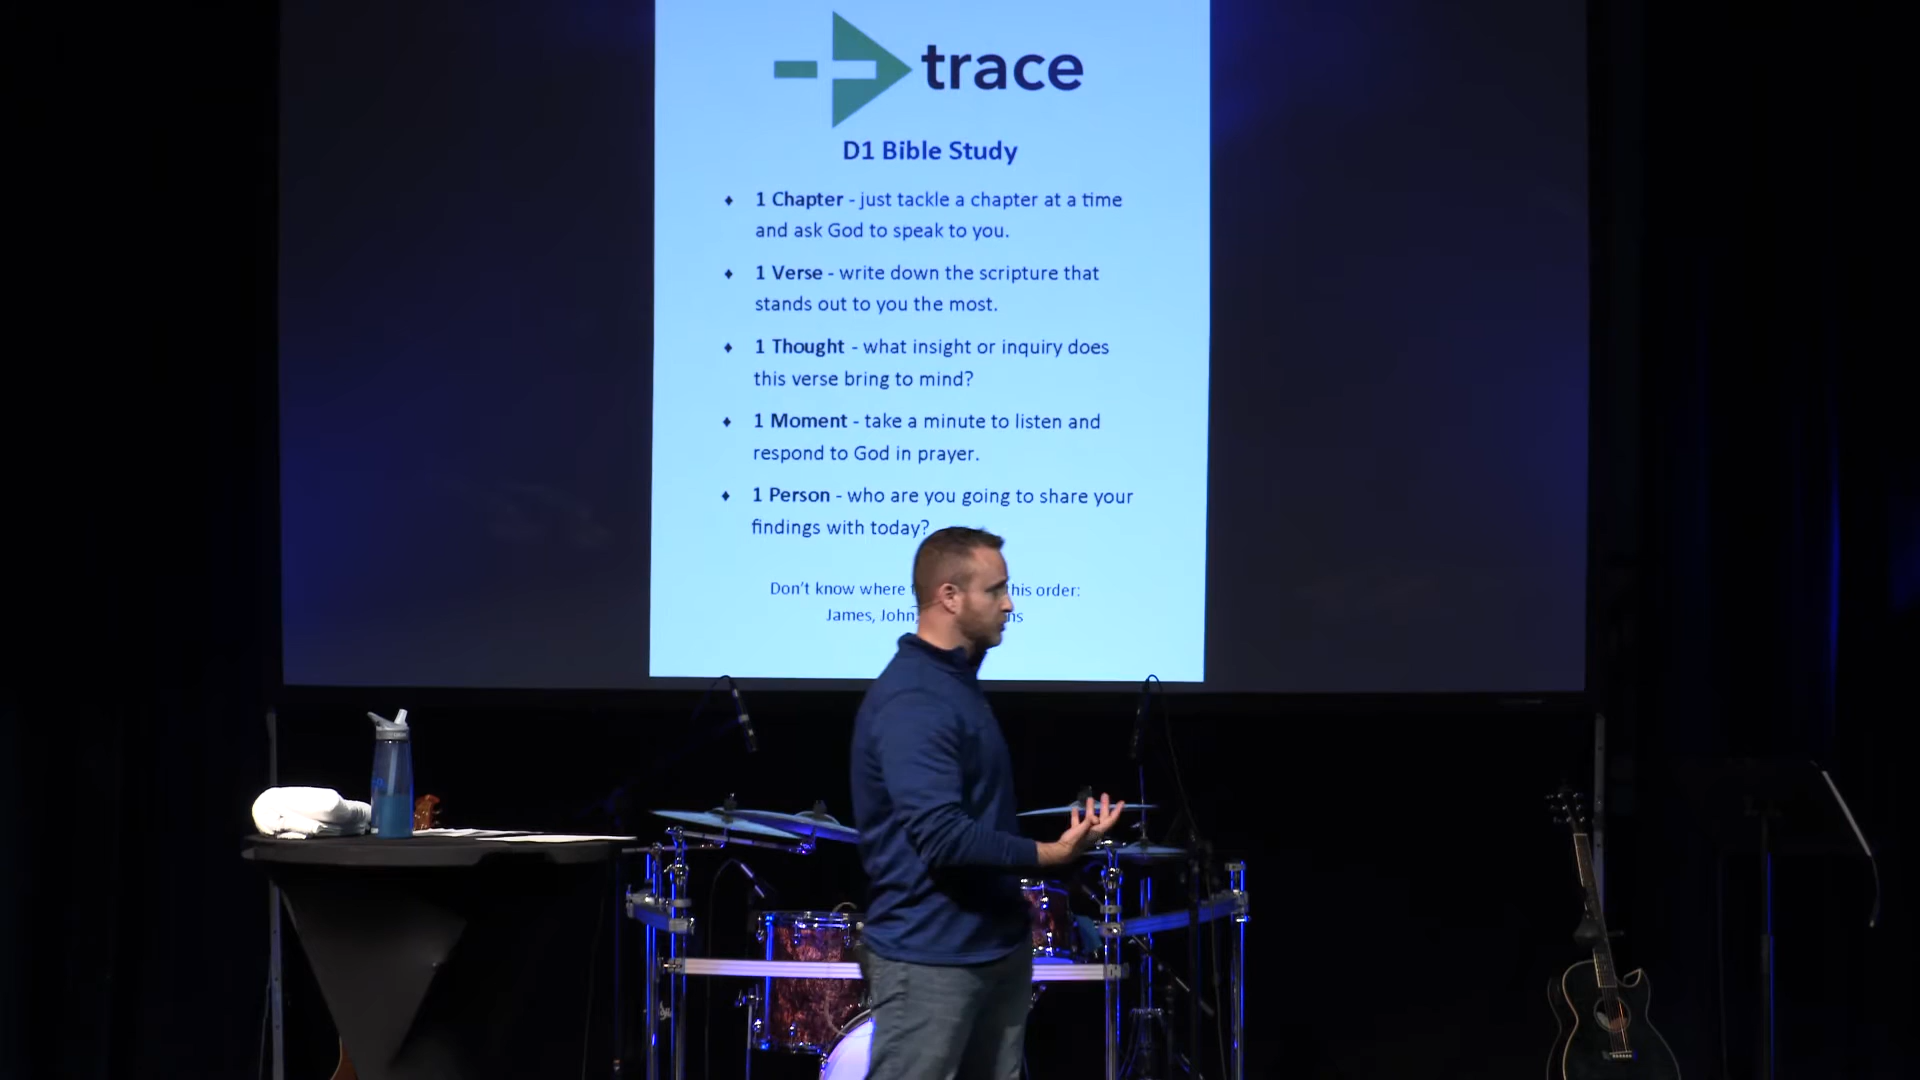 trace
D1 Bible Study
♦ 1 Chapter - just tackle a chapter at a time
and ask God to speak to you.
♦ 1 Verse - write down the scripture that
stands out to you the most.
♦ 1 Thought - what insight or inquiry does
this verse bring to mind?
♦ 1 Moment - take a minute to listen and
respond to God in prayer.
♦ 1 Person - who are you going to share your
findings with today?
Don't know where this order:
James, John,